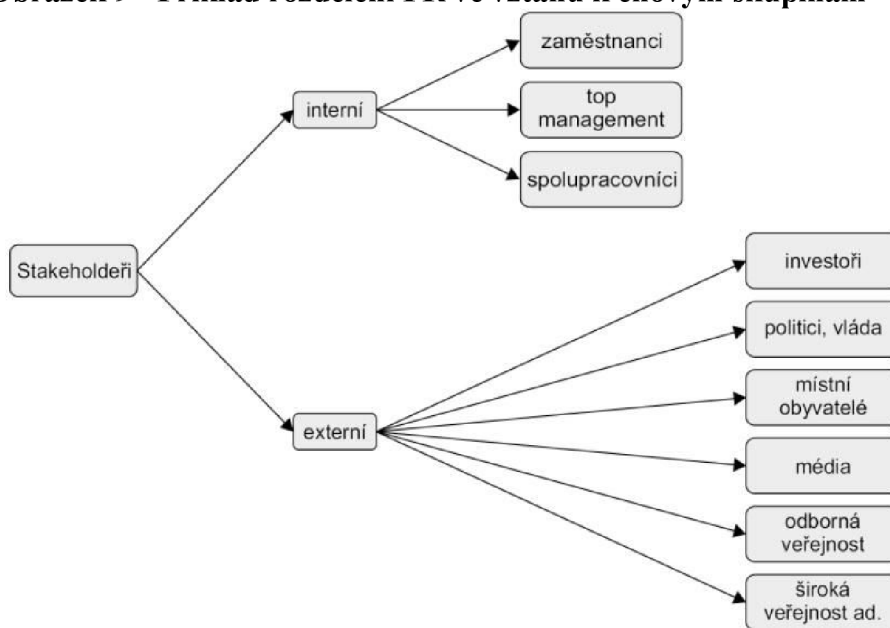 zaměstnanci
interní
top
management
spolupracovníci
Stakeholdeři
investoři
politici, vláda
místní
obyvatelé
externí
média
odborná
veřejnost
široká
veřejnost ad.